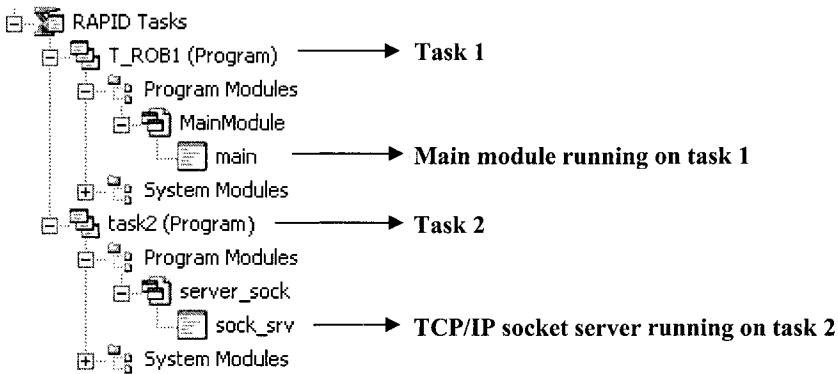 RAPID Tasks
T_ROB1 (Program) Task 1
Program Modules
MainModule
main Main module running on task 1
System Modules
task2 (Program) Task 2
Program Modules
server_sock
sock_srv TCP/IP socket server running on task 2
System Modules